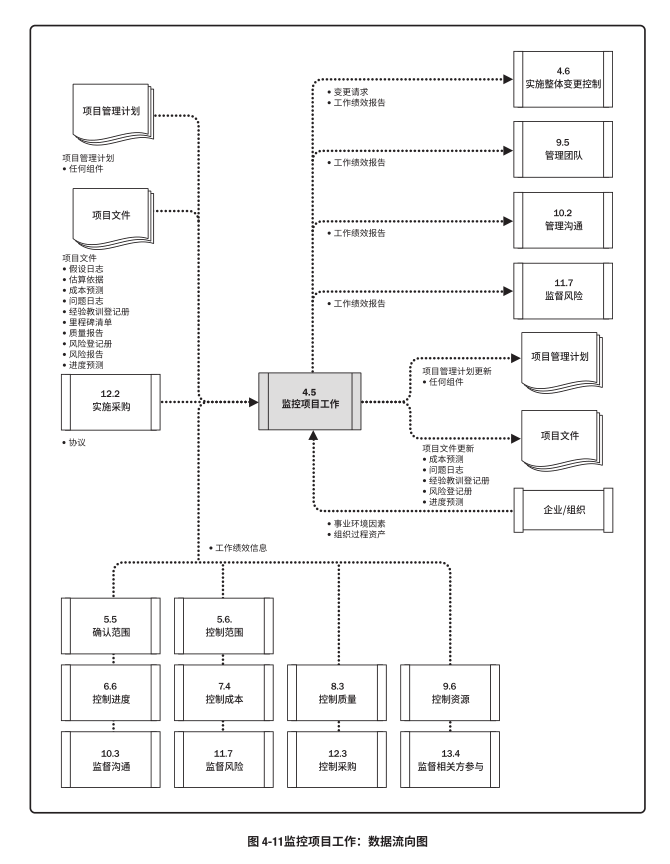 项目管理计划
项目管理计划
• 任何组件
项目文件
项目文件
• 假设日志
• 估算依据
• 成本预测
• 问题日志
• 经验教训登记册
• 里程碑清单
• 质量报告
• 风险登记册
• 风险报告
• 进度预测
12.2
实施采购
• 协议
4.5
监控项目工作
• 变更请求
• 工作绩效报告
4.6
实施整体变更控制
• 工作绩效报告
9.5
管理团队
• 工作绩效报告
10.2
管理沟通
• 工作绩效报告
11.7
监督风险
项目管理计划更新
• 任何组件
项目管理计划
项目文件更新
• 成本预测
• 问题日志
• 经验教训登记册
• 风险登记册
• 进度预测
项目文件
企业/组织
• 事业环境因素
• 组织过程资产
• 工作绩效信息
5.5
确认范围
5.6.
控制范围
6.6
控制进度
7.4
控制成本
8.3
控制质量
9.6
控制资源
10.3
监督沟通
11.7
监督风险
12.3
控制采购
13.4
监督相关方参与
图 4-11监控项目工作：数据流向图